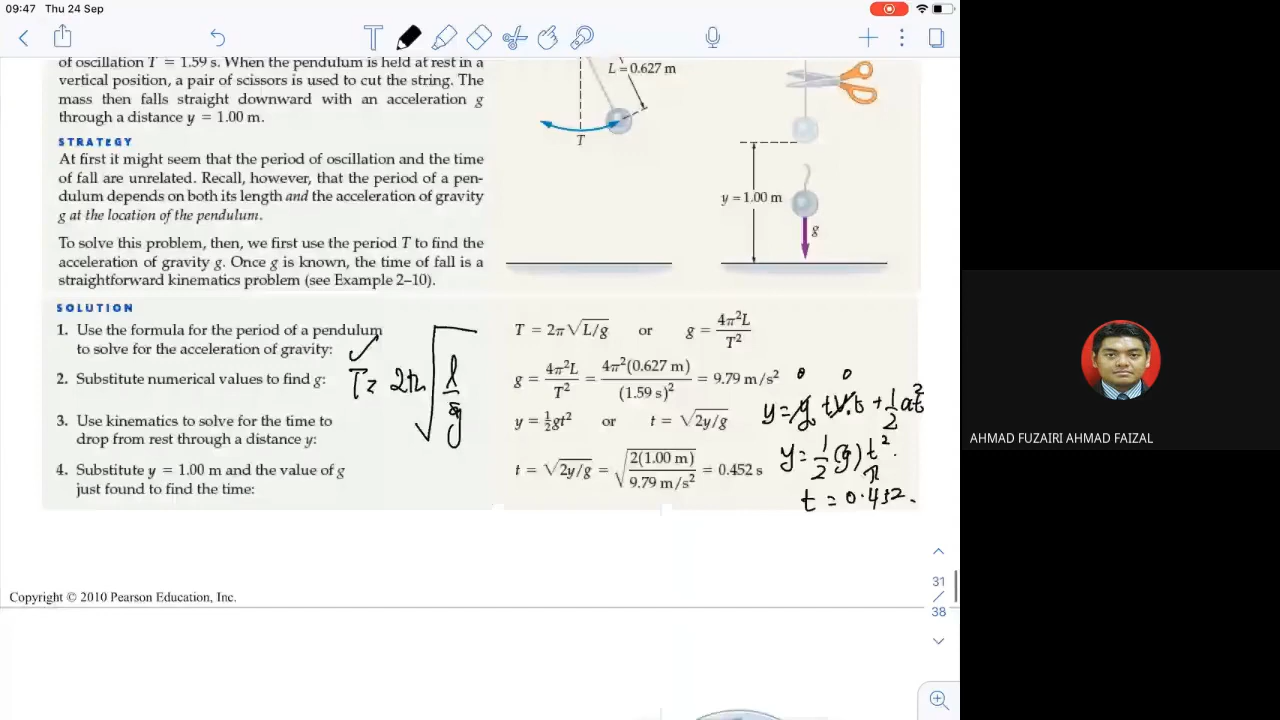 09:47 Thu 24 Sep
of oscillation T = 1.59 s. When the pendulum is held at rest in a
vertical position, a pair of scissors is used to cut the string. The
mass then falls straight downward with an acceleration g
through a distance y = 1.00 m.
STRATEGY
At first it might seem that the period of oscillation and the time
of fall are unrelated. Recall, however, that the period of a pen-
dulum depends on both its length and the acceleration of gravity
g at the location of the pendulum.
To solve this problem, then, we first use the period T to find the
acceleration of gravity g. Once g is known, the time of fall is a
straightforward kinematics problem (see Example 2–10).
L = 0.627 m
T
y = 1.00 m
g
SOLUTION
1. Use the formula for the period of a pendulum
to solve for the acceleration of gravity:
T = 2π√L/g or g = 4π²L / T²
2. Substitute numerical values to find g:
g = 4π²L / T² = 4π²(0.627 m) / (1.59 s)² = 9.79 m/s²
3. Use kinematics to solve for the time to
drop from rest through a distance y:
y = ½gt² or t = √2y/g
4. Substitute y = 1.00 m and the value of g
just found to find the time:
t = √2y/g = √2(1.00 m) / 9.79 m/s² = 0.452 s
T = 2π√l/g
0 0
y = y₀ + v₀t + ½at²
y = ½(g)t²
t = 0.452.
Copyright © 2010 Pearson Education, Inc.
31
/
38
AHMAD FUZAIRI AHMAD FAIZAL